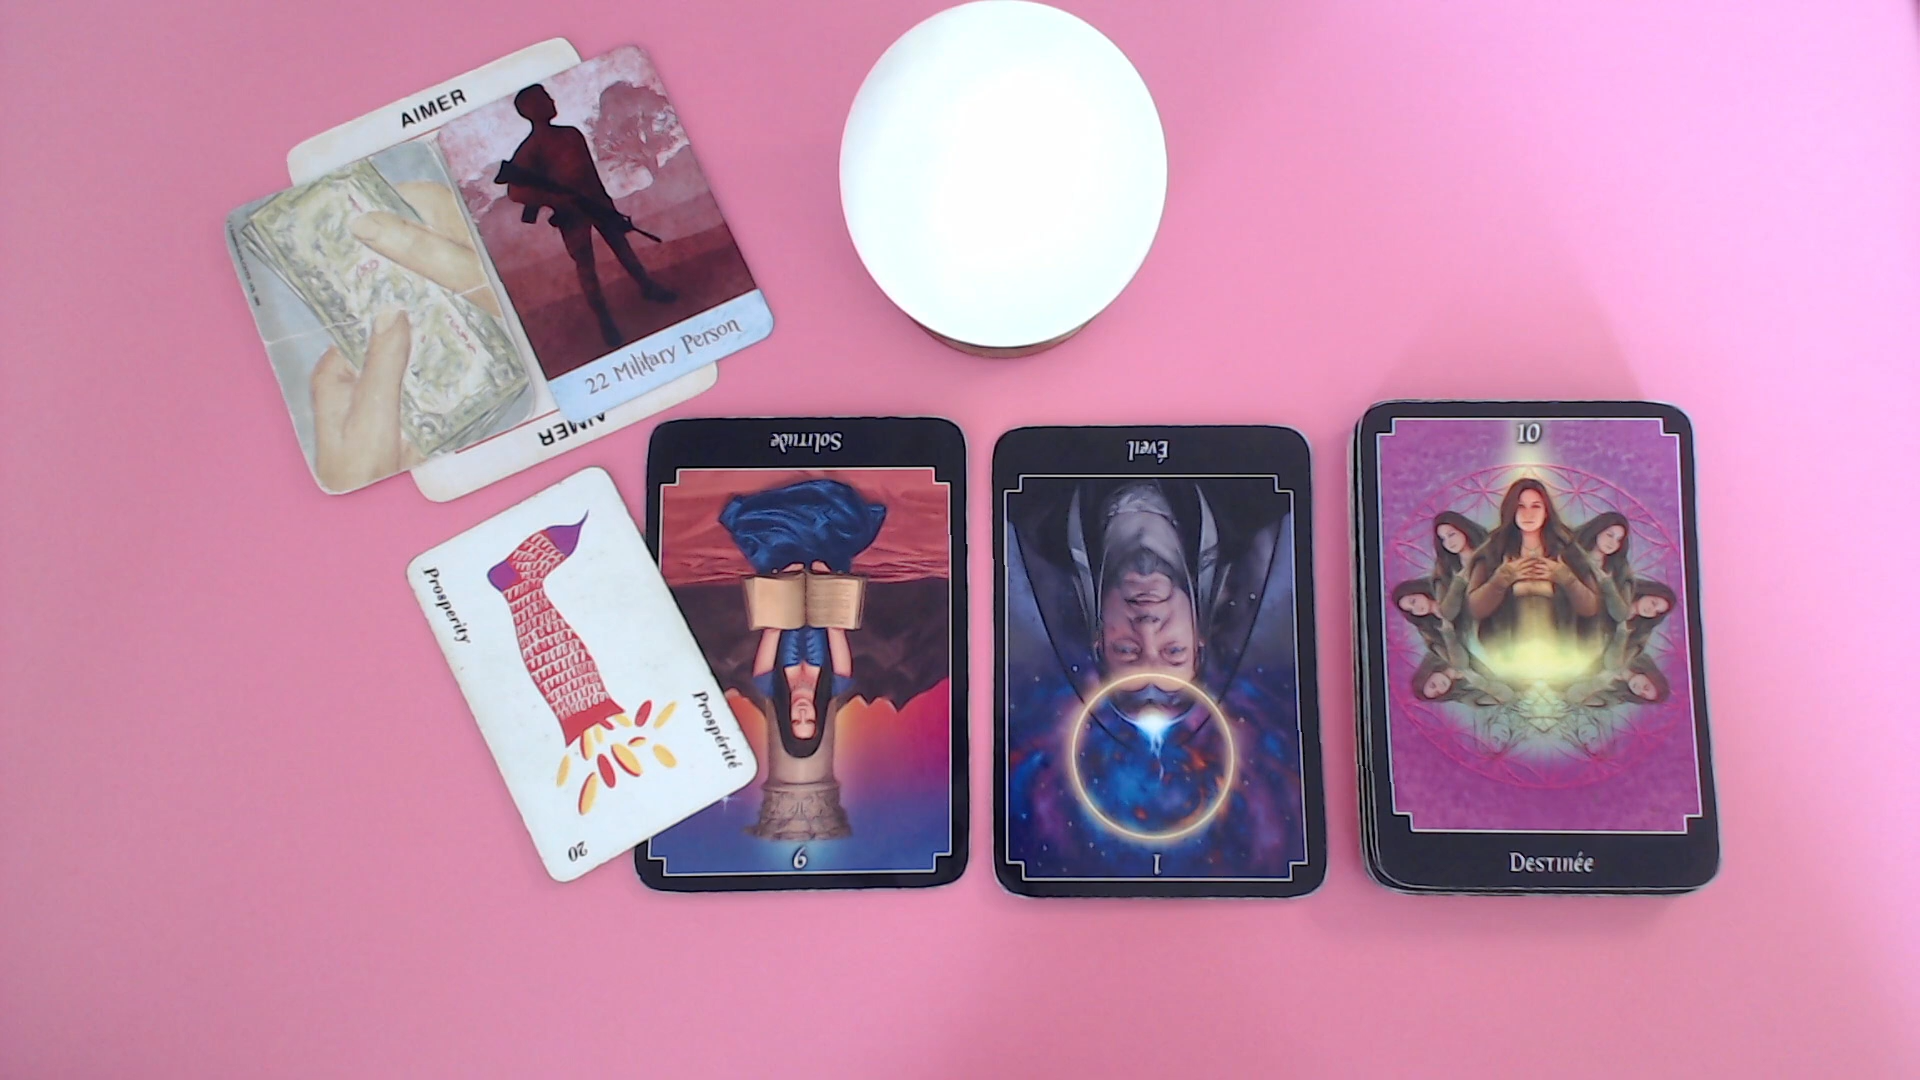 AIMER
22 Military Person
AIMER
Prosperity
Prospérité
20
Solitude
9
Éveil
1
10
Destinée